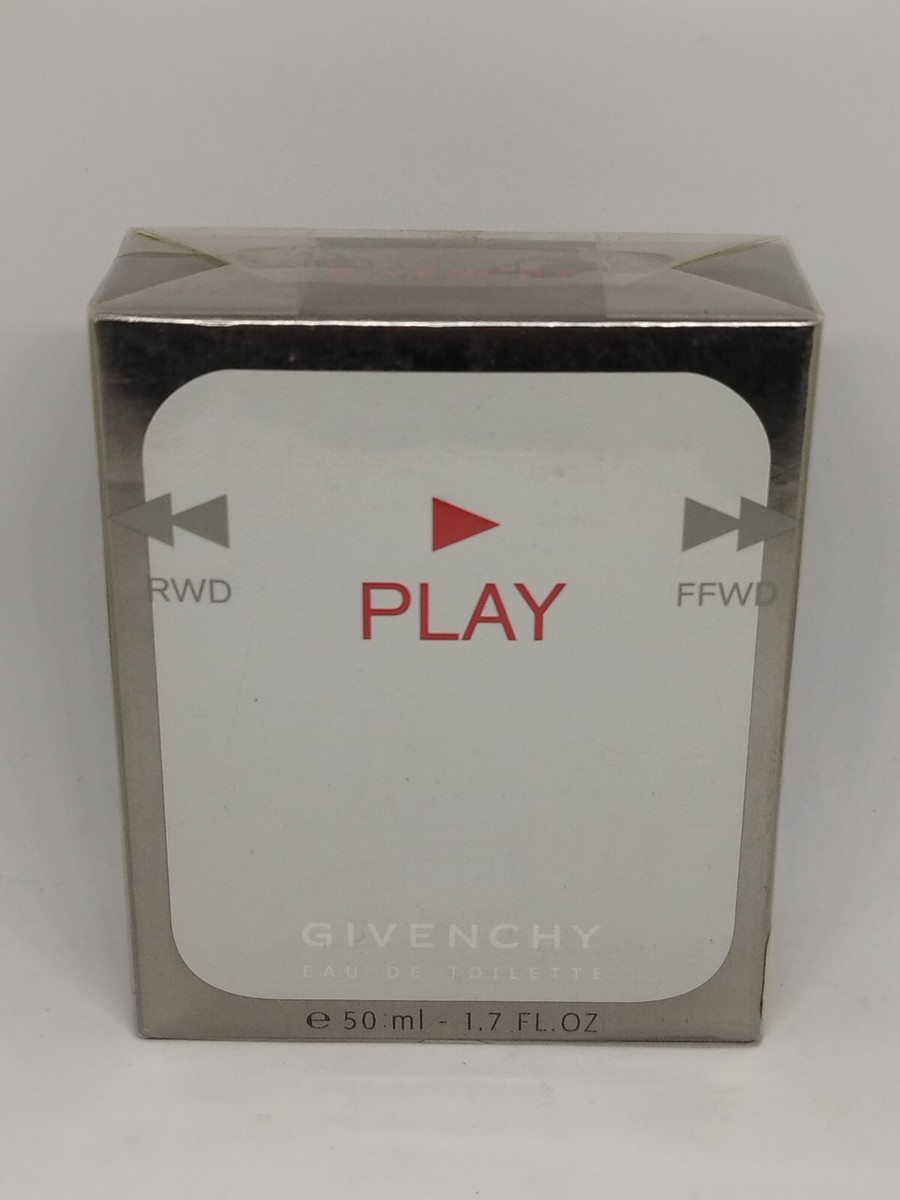 RWD PLAY FFWD
GIVENCHY
EAU DE TOILETTE
℮ 50 ml - 1.7 FL.OZ